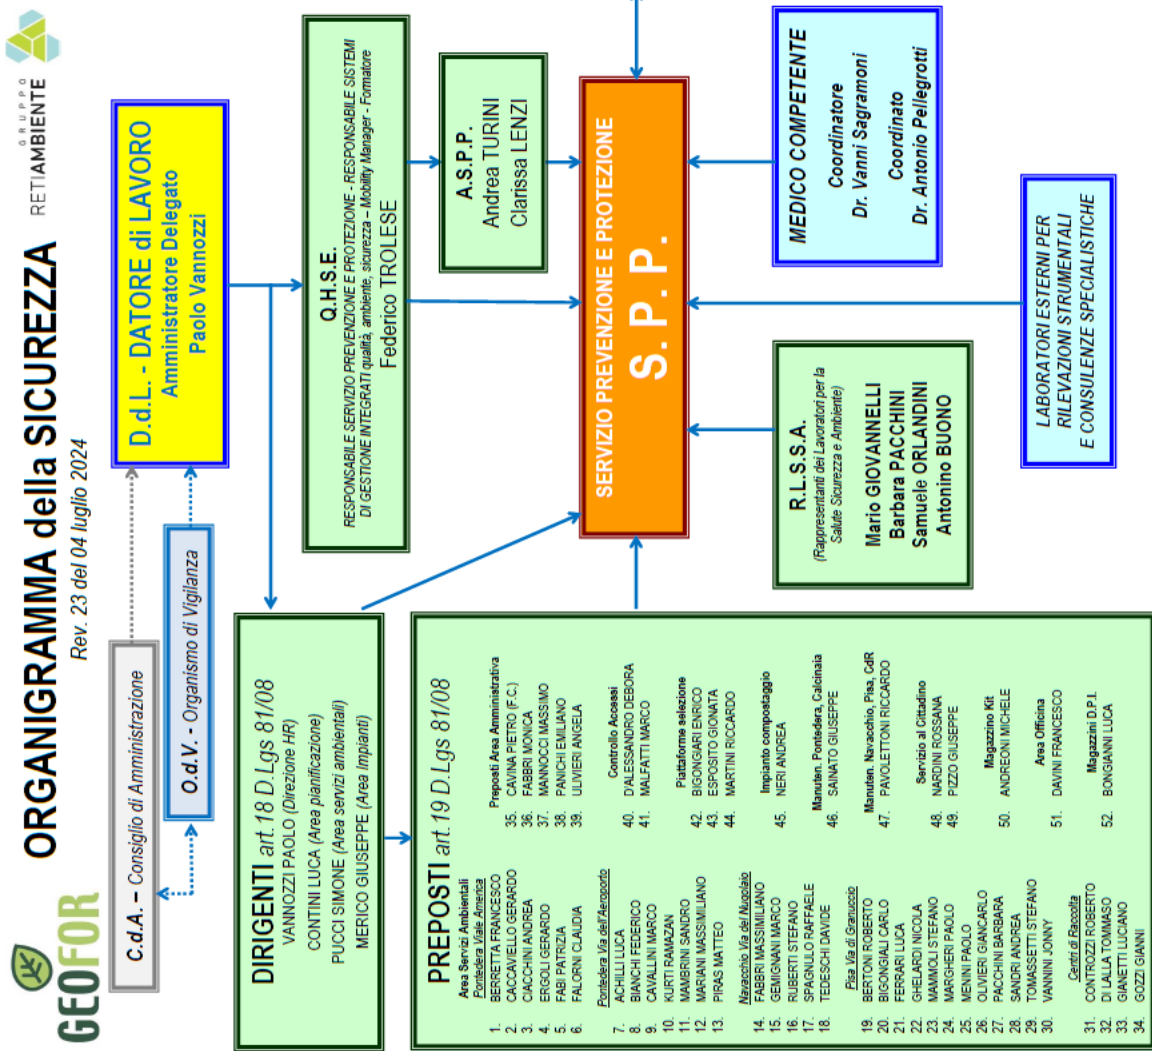 GEOFOR
ORGANIGRAMMA della SICUREZZA
Rev. 23 del 04 luglio 2024
GRUPPO
RETIAMBIENTE
C.d.A. – Consiglio di Amministrazione
O.d.V. - Organismo di Vigilanza
D.d.L. - DATORE di LAVORO
Amministratore Delegato
Paolo Vannozzi
DIRIGENTI art.18 D.Lgs 81/08
VANNOZZI PAOLO (Direzione HR)
CONTINI LUCA (Area pianificazione)
PUCCI SIMONE (Area servizi ambientali)
MERICO GIUSEPPE (Area Impianti)
Q.H.S.E.
RESPONSABILE SERVIZIO PREVENZIONE E PROTEZIONE - RESPONSABILE SISTEMI
DI GESTIONE INTEGRATI qualità, ambiente, sicurezza – Mobility Manager - Formatore
Federico TROLESE
A.S.P.P.
Andrea TURINI
Clarissa LENZI
PREPOSTI art.19 D.Lgs 81/08
Area Servizi Ambientali
Pontedera Viale America
1. BERRETTA FRANCESCO
2. CACCAVIELLO GERARDO
3. CIACCHINI ANDREA
4. ERGOLI GERARDO
5. FABI PATRIZIA
6. FALORNI CLAUDIA
Pontedera Via dell'Aeroporto
7. ACHILLI LUCA
8. BIANCHI FEDERICO
9. CAVALLINI MARCO
10. KURTI RAMAZAN
11. MAMBRINI SANDRO
12. MARIANI MASSIMILIANO
13. PIRAS MATTEO
Navacchio Via del Nugolaio
14. FABBRI MASSIMILIANO
15. GEMIGNANI MARCO
16. RUBERTI STEFANO
17. SPAGNULO RAFFAELE
18. TEDESCHI DAVIDE
Pisa Via di Granuccio
19. BERTONI ROBERTO
20. BIGONGIALI CARLO
21. FERRARI LUCA
22. GHELARDI NICOLA
23. MAMMOLI STEFANO
24. MARGHERI PAOLO
25. MENINI PAOLO
26. OLIVIERI GIANCARLO
27. PACCHINI BARBARA
28. SANDRI ANDREA
29. TOMASSETTI STEFANO
30. VANNINI JONNY
Centri di Raccolta
31. CONTROZZI ROBERTO
32. DI LALLA TOMMASO
33. GIANETTI LUCIANO
34. GOZZI GIANNI
Preposti Area Amministrativa
35. CAVINA PIETRO (F.C.)
36. FABBRI MONICA
37. MANNOCCI MASSIMO
38. PANICHI EMILIANO
39. ULIVIERI ANGELA
Controllo Accessi
40. D'ALESSANDRO DEBORA
41. MALFATTI MARCO
Piattaforme selezione
42. BIGONGIARI ENRICO
43. ESPOSITO GIONATA
44. MARTINI RICCARDO
Impianto compostaggio
45. NERI ANDREA
Manuten. Pontedera, Calcinaia
46. SAINATO GIUSEPPE
Manuten. Navacchio, Pisa, CdR
47. PAVOLETTONI RICCARDO
Servizio al Cittadino
48. NARDINI ROSSANA
49. PIZZO GIUSEPPE
Magazzino Kit
50. ANDREONI MICHELE
Area Officina
51. DAVINI FRANCESCO
Magazzini D.P.I.
52. BONGIANNI LUCA
SERVIZIO PREVENZIONE E PROTEZIONE
S. P. P.
R.L.S.S.A.
(Rappresentanti dei Lavoratori per la
Salute Sicurezza e Ambiente)
Mario GIOVANNELLI
Barbara PACCHINI
Samuele ORLANDINI
Antonino BUONO
MEDICO COMPETENTE
Coordinatore
Dr. Vanni Sagramoni
Coordinato
Dr. Antonio Pellegrotti
LABORATORI ESTERNI PER
RILEVAZIONI STRUMENTALI
E CONSULENZE SPECIALISTICHE